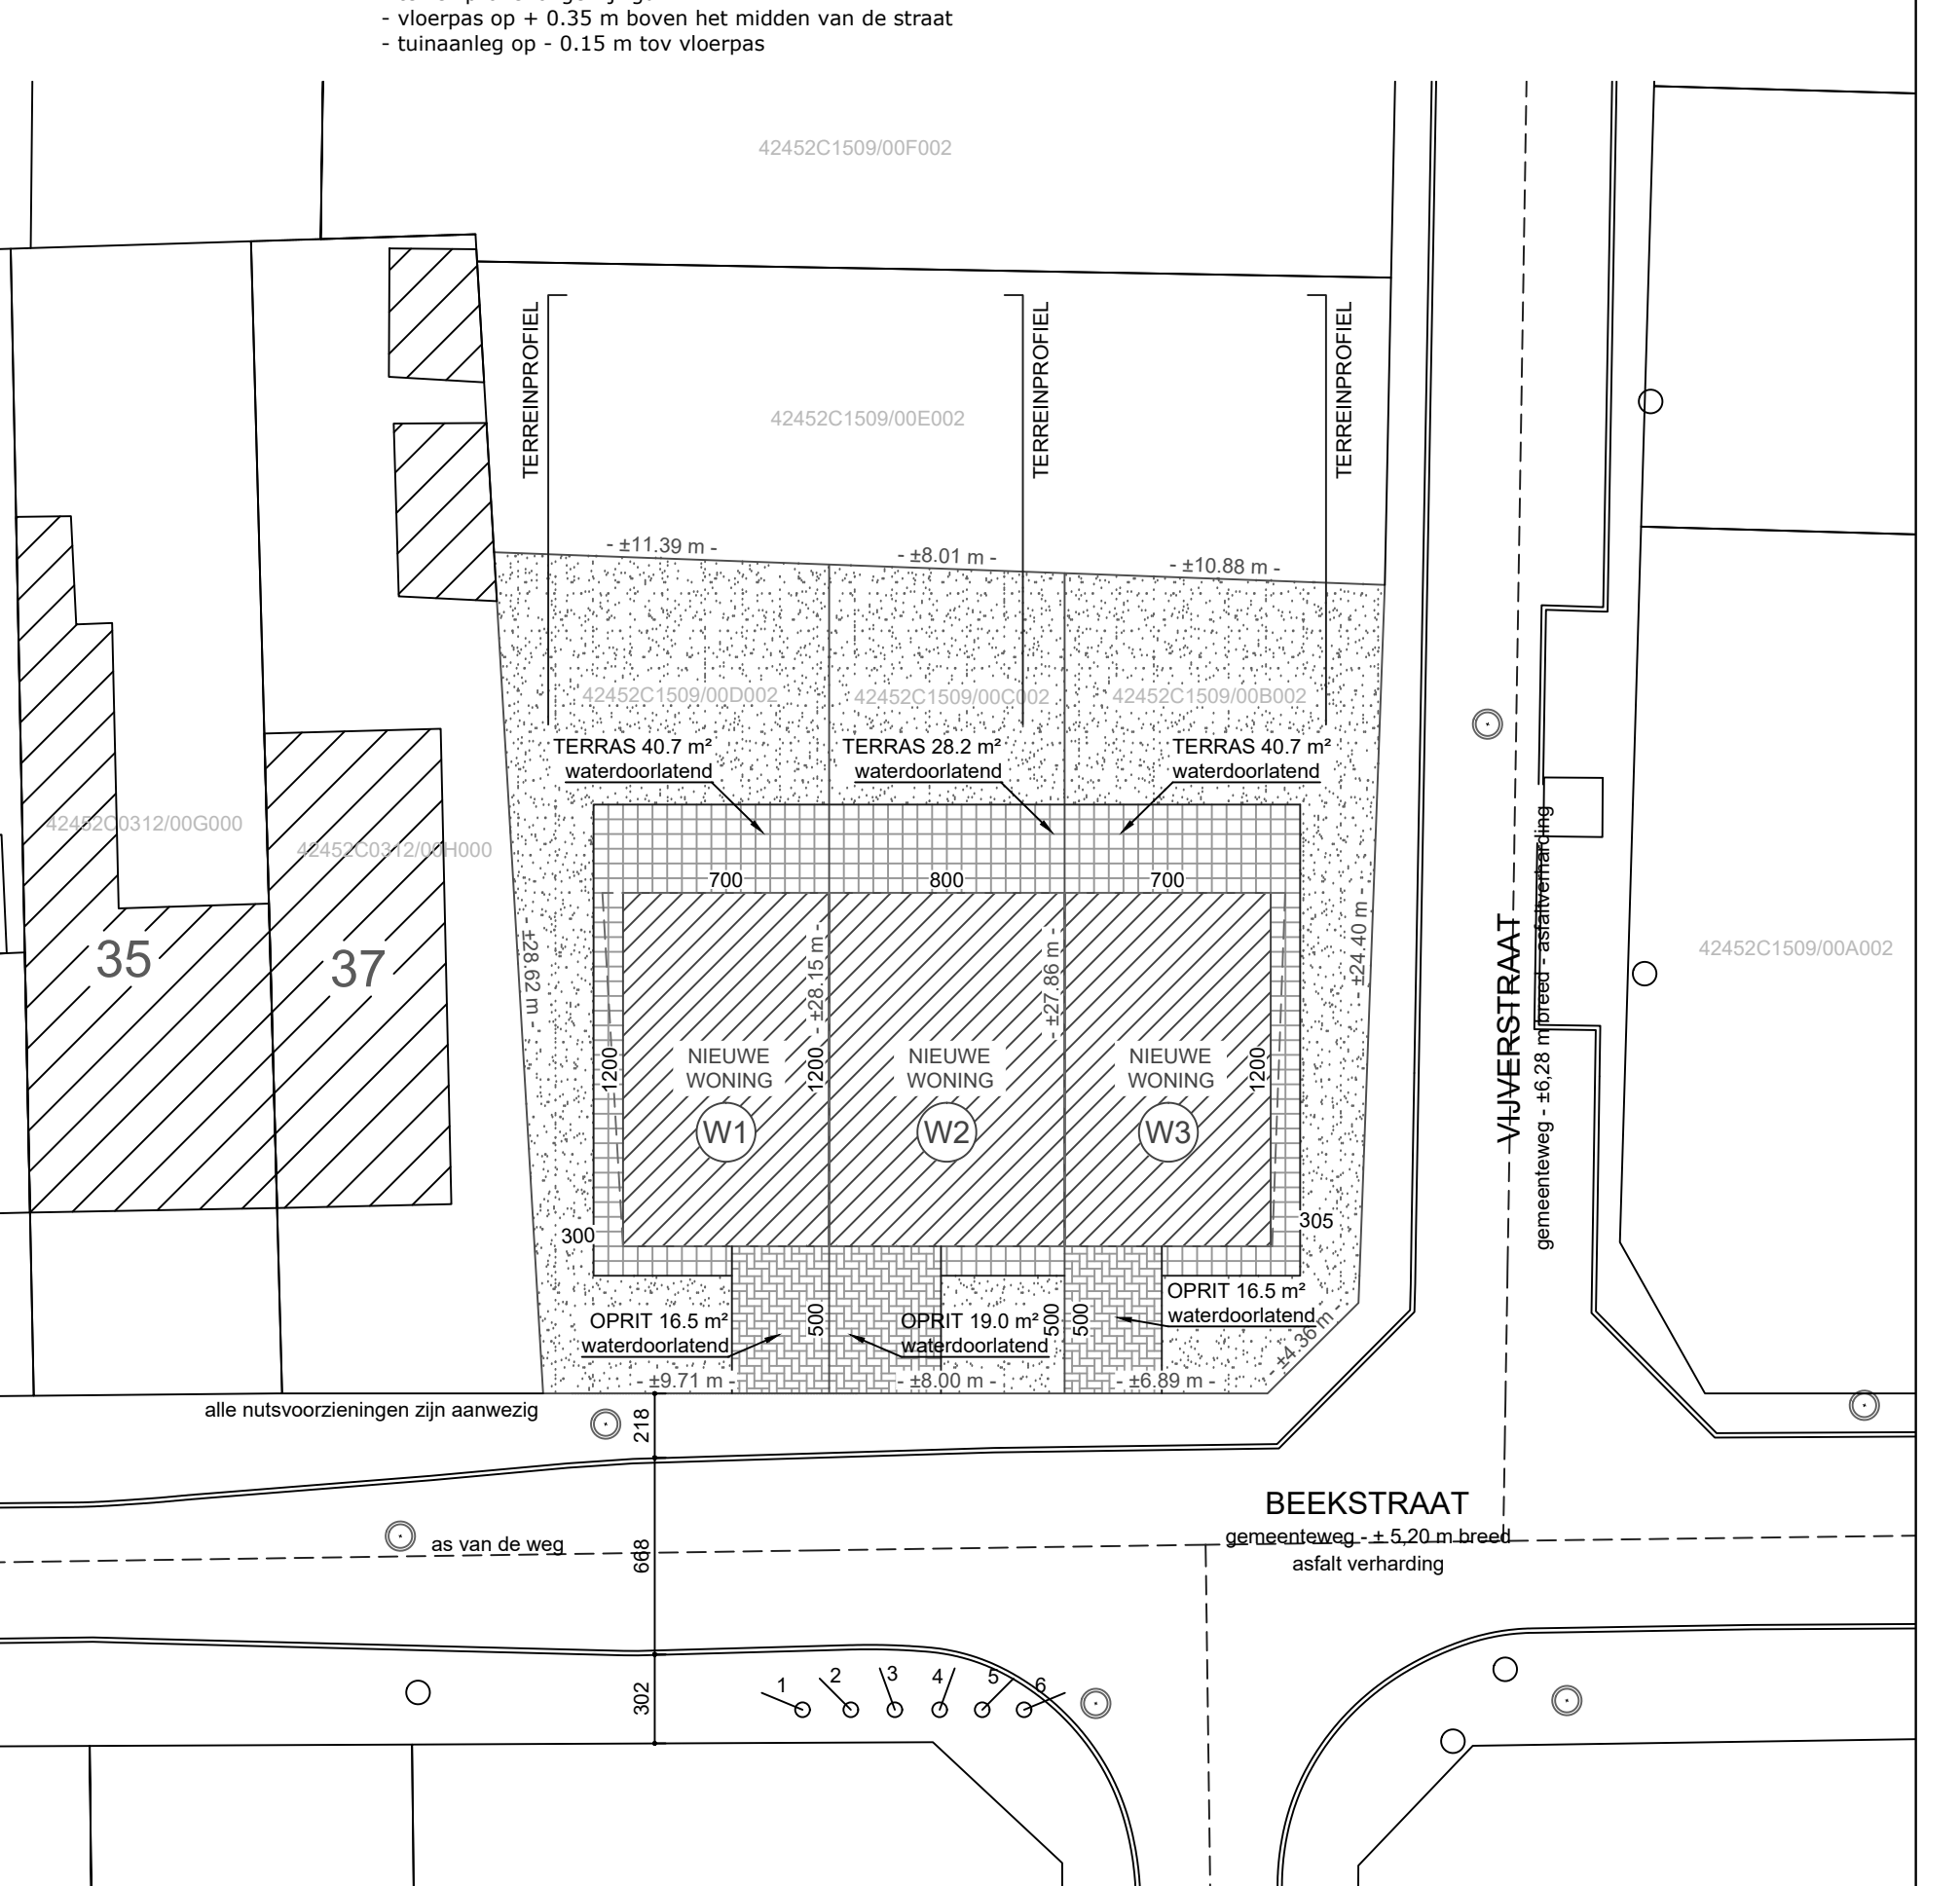 - vloerpas op + 0.35 m boven het midden van de straat
- tuinaanleg op - 0.15 m tov vloerpas
42452C1509/00F002
TERREINPROFIEL
TERREINPROFIEL
TERREINPROFIEL
42452C1509/00E002
- ±11.39 m -
- ±8.01 m -
- ±10.88 m -
42452C1509/00D002
42452C1509/00C002
42452C1509/00B002
TERRAS 40.7 m²
waterdoorlatend
TERRAS 28.2 m²
waterdoorlatend
TERRAS 40.7 m²
waterdoorlatend
42452C0312/00G000
42452C0312/00H000
700
800
700
35
37
- ±28.62 m -
- ±28.15 m -
- ±27.86 m -
- ±24.40 m -
42452C1509/00A002
VIJVERSTRAAT
gemeenteweg - ±6,28 m breed - asfaltverharding
1200
1200
1200
NIEUWE
WONING
W1
NIEUWE
WONING
W2
NIEUWE
WONING
W3
300
305
OPRIT 16.5 m²
waterdoorlatend
500
OPRIT 19.0 m²
waterdoorlatend
500
500
OPRIT 16.5 m²
waterdoorlatend
- ±4.36 m -
- ±9.71 m -
- ±8.00 m -
- ±6.89 m -
alle nutsvoorzieningen zijn aanwezig
218
BEEKSTRAAT
gemeenteweg - ± 5,20 m breed
asfalt verharding
as van de weg
668
302
1
2
3
4
5
6